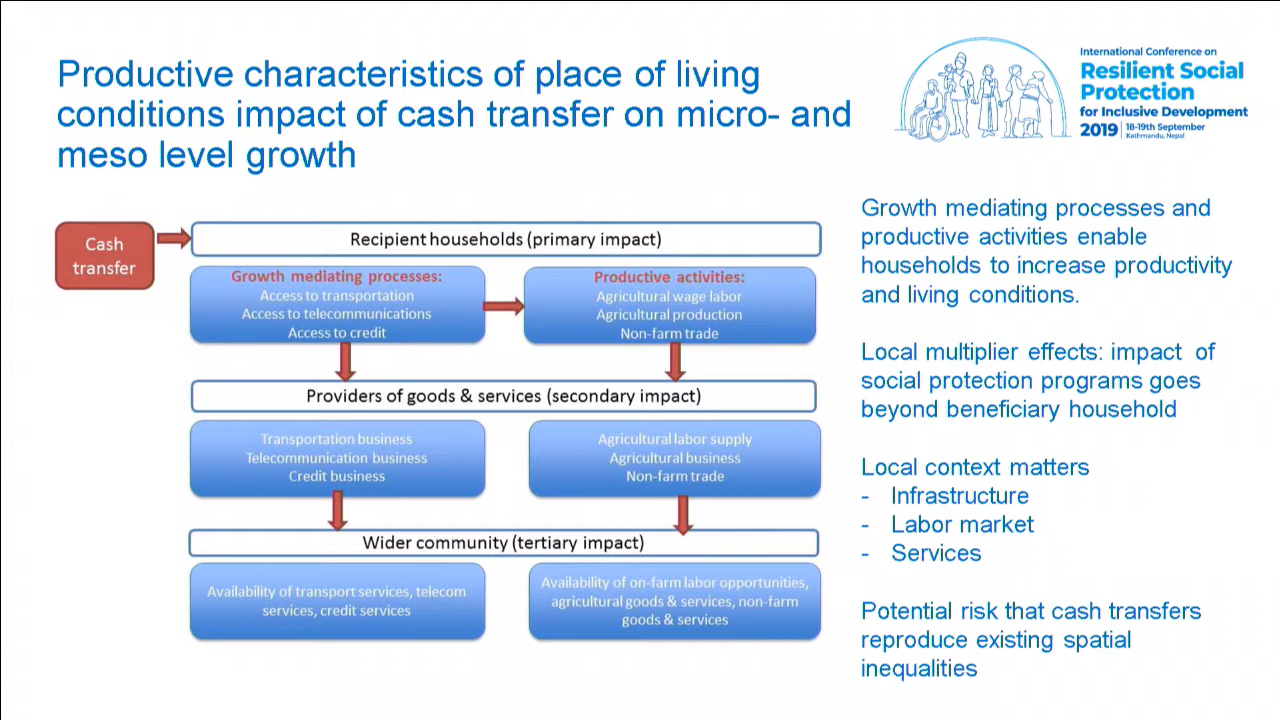 Productive characteristics of place of living
conditions impact of cash transfer on micro- and
meso level growth
International Conference on
Resilient Social
Protection
for Inclusive Development
2019 | 18-19th September
Kathmandu, Nepal
Cash
transfer
Recipient households (primary impact)
Growth mediating processes:
Access to transportation
Access to telecommunications
Access to credit
Productive activities:
Agricultural wage labor
Agricultural production
Non-farm trade
Providers of goods & services (secondary impact)
Transportation business
Telecommunication business
Credit business
Agricultural labor supply
Agricultural business
Non-farm trade
Wider community (tertiary impact)
Availability of transport services, telecom
services, credit services
Availability of on-farm labor opportunities,
agricultural goods & services, non-farm
goods & services
Growth mediating processes and
productive activities enable
households to increase productivity
and living conditions.
Local multiplier effects: impact of
social protection programs goes
beyond beneficiary household
Local context matters
- Infrastructure
- Labor market
- Services
Potential risk that cash transfers
reproduce existing spatial
inequalities